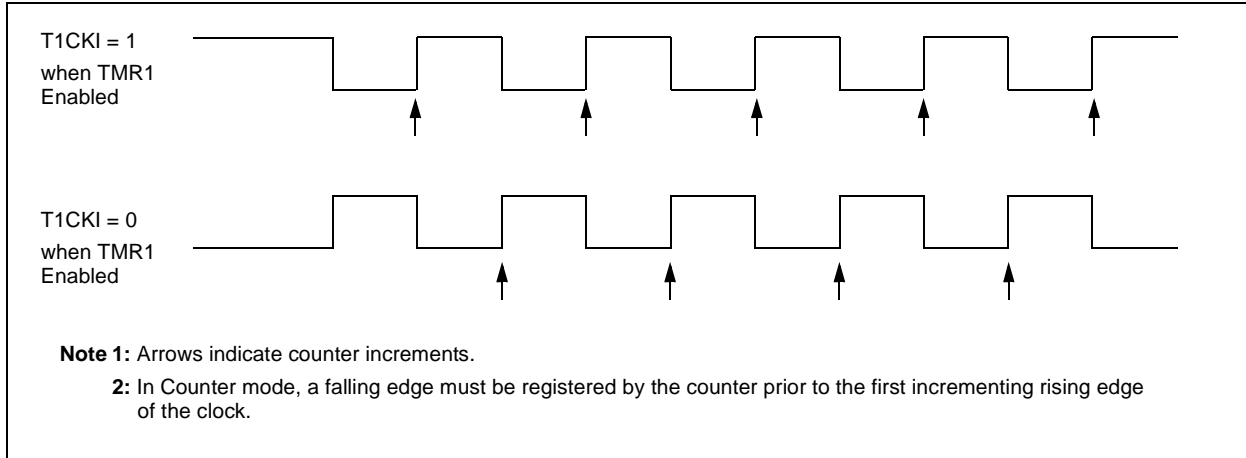 T1CKI = 1
when TMR1
Enabled
T1CKI = 0
when TMR1
Enabled
Note 1: Arrows indicate counter increments.
2: In Counter mode, a falling edge must be registered by the counter prior to the first incrementing rising edge
of the clock.